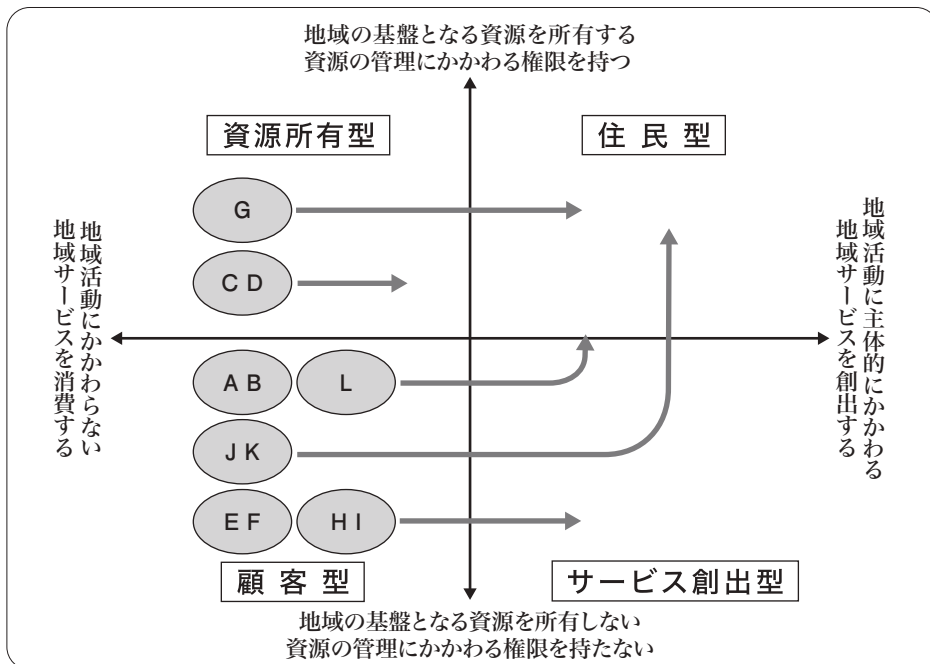 地域の基盤となる資源を所有する
資源の管理にかかわる権限を持つ
資源所有型
住 民 型
G
C D
地域活動にかかわらない
地域サービスを消費する
地域活動に主体的にかかわる
地域サービスを創出する
A B
L
J K
E F
H I
顧 客 型
サービス創出型
地域の基盤となる資源を所有しない
資源の管理にかかわる権限を持たない